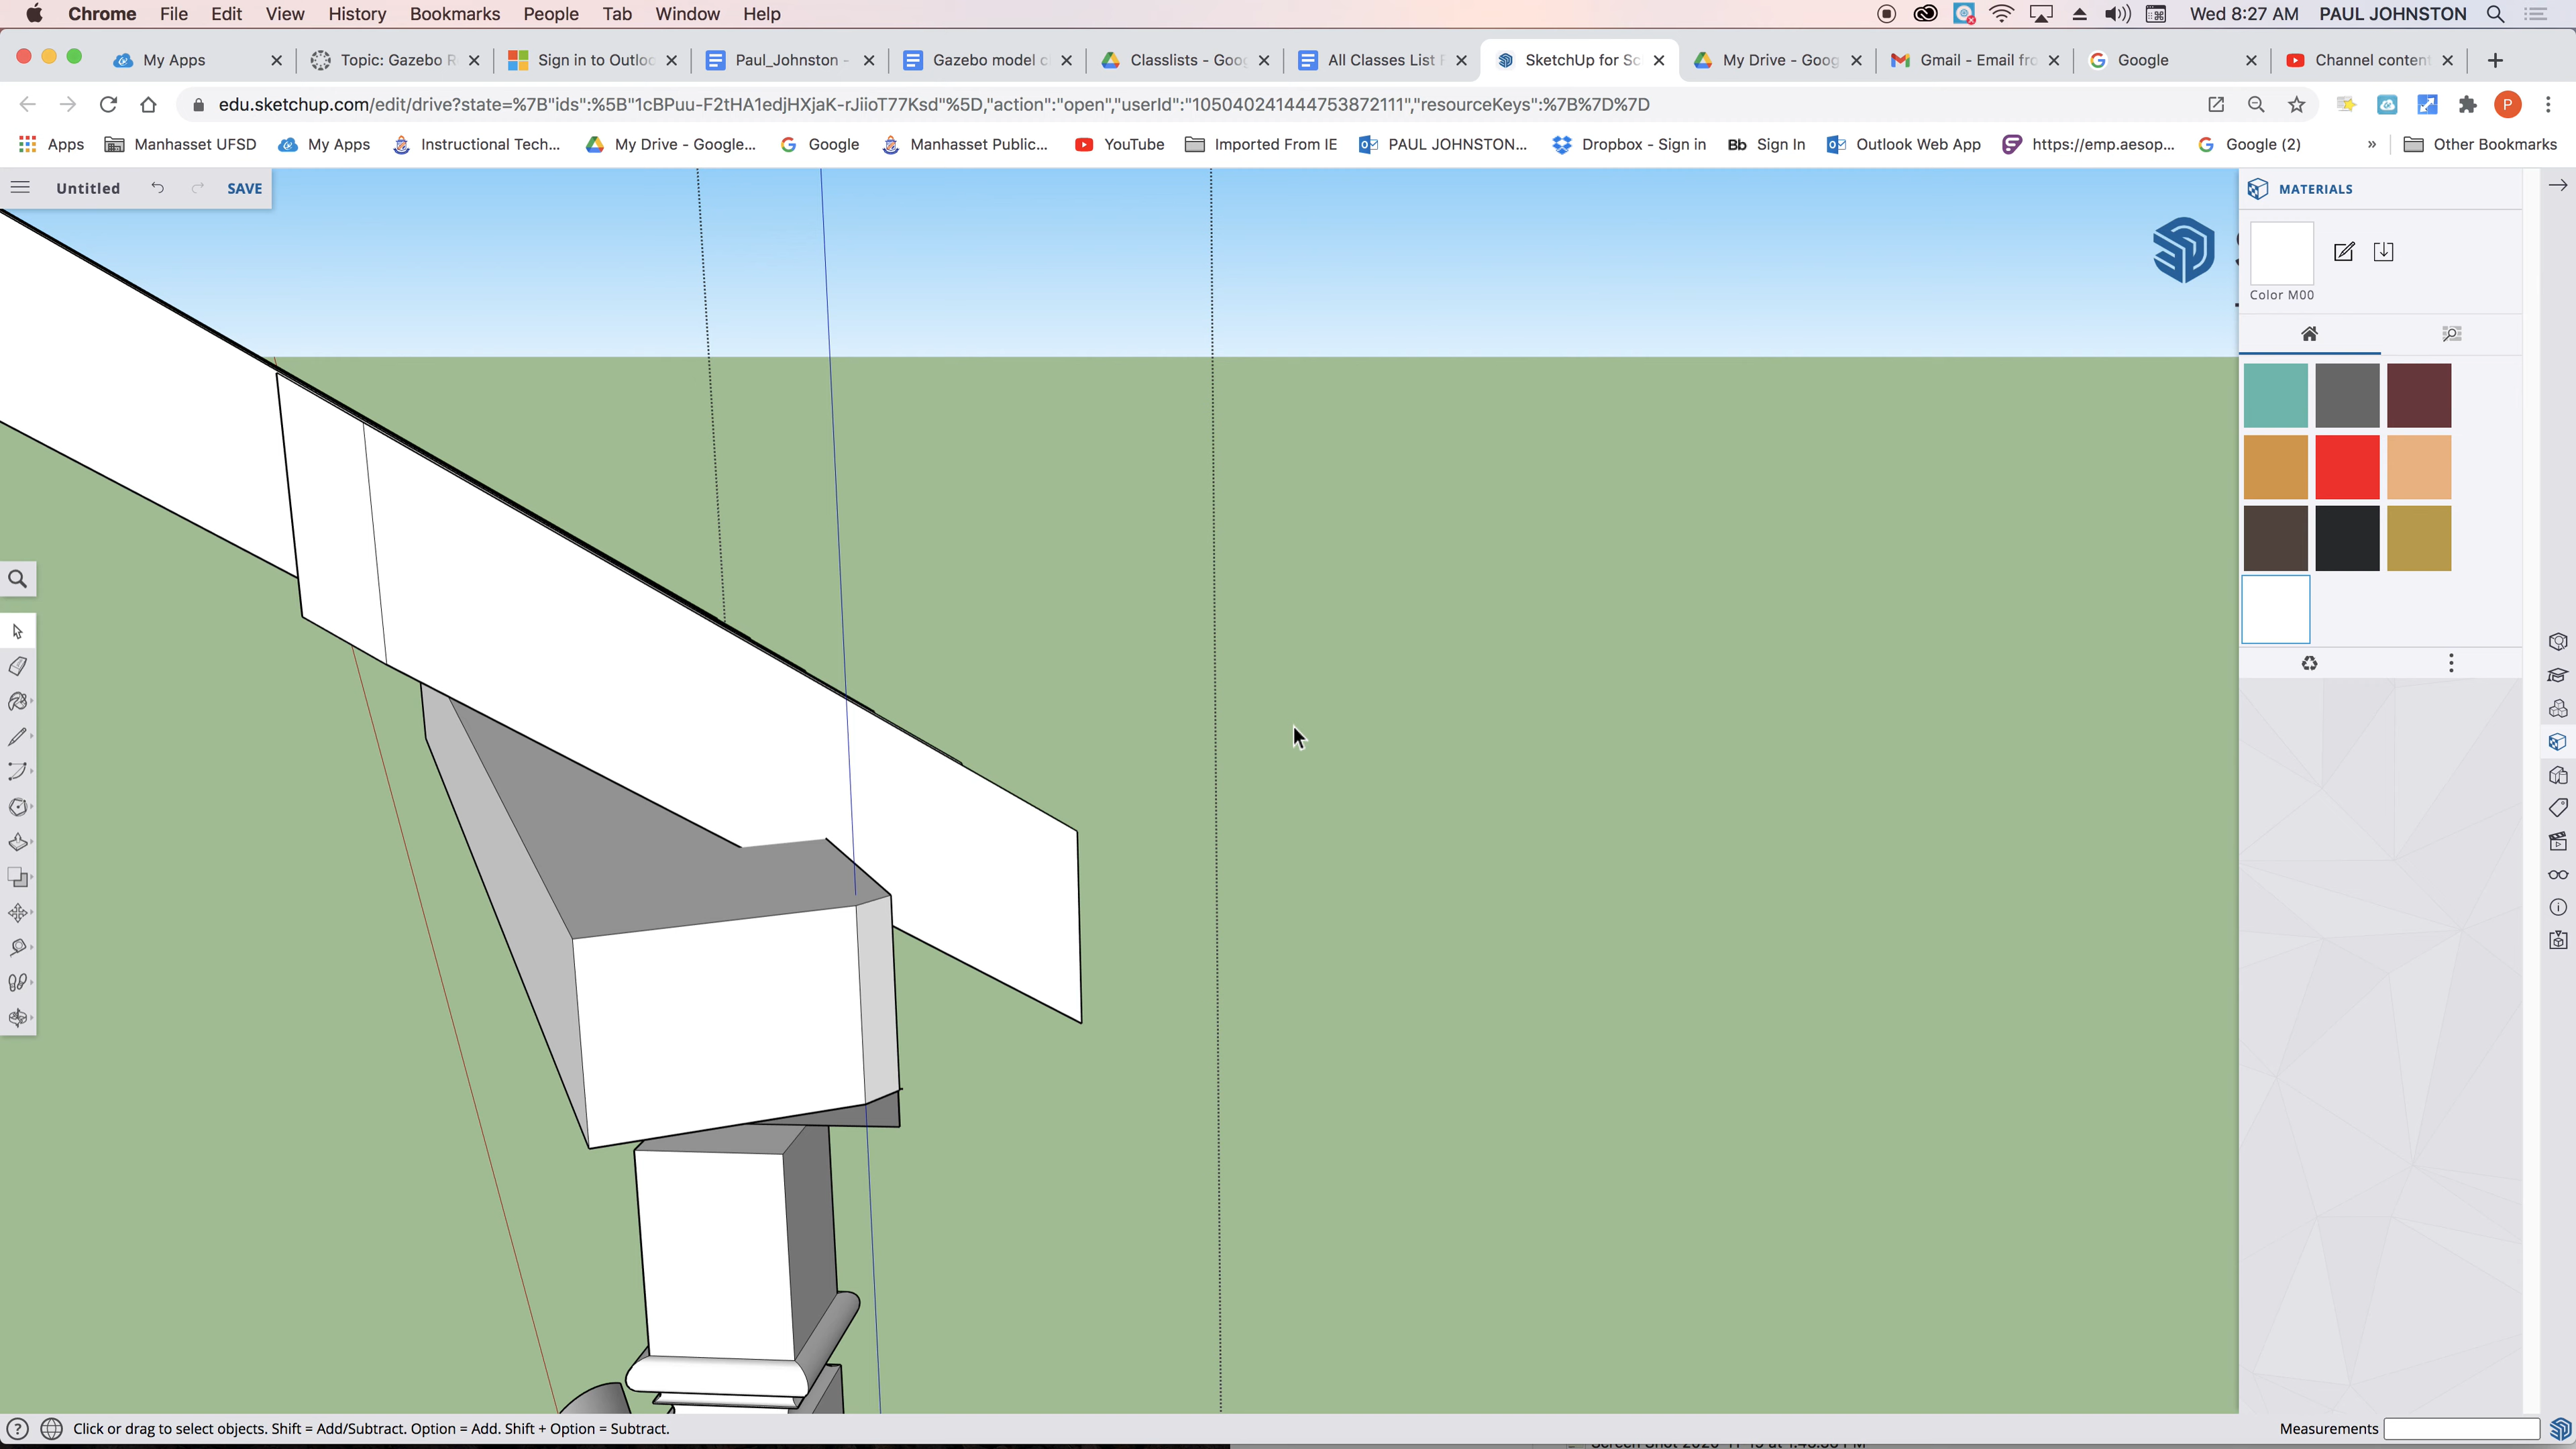 Chrome File Edit View History Bookmarks People Tab Window Help Wed 8:27 AM PAUL JOHNSTON
My Apps Topic: Gazebo R Sign in to Outloo Paul_Johnston - Gazebo model c Classlists - Goog All Classes List F SketchUp for Sc My Drive - Goog Gmail - Email fro Google Channel content
edu.sketchup.com/edit/drive?state=%7B"ids":%5B"1cBPuu-F2tHA1edjHXjaK-rJiioT77Ksd"%5D,"action":"open","userId":"105040241444753872111","resourceKeys":%7B%7D%7D P
Apps Manhasset UFSD My Apps Instructional Tech... My Drive - Google... Google Manhasset Public... YouTube Imported From IE PAUL JOHNSTON... Dropbox - Sign in Bb Sign In Outlook Web App https://emp.aesop... Google (2) » Other Bookmarks
Untitled SAVE
MATERIALS
Color M00
Click or drag to select objects. Shift = Add/Subtract. Option = Add. Shift + Option = Subtract.
Measurements